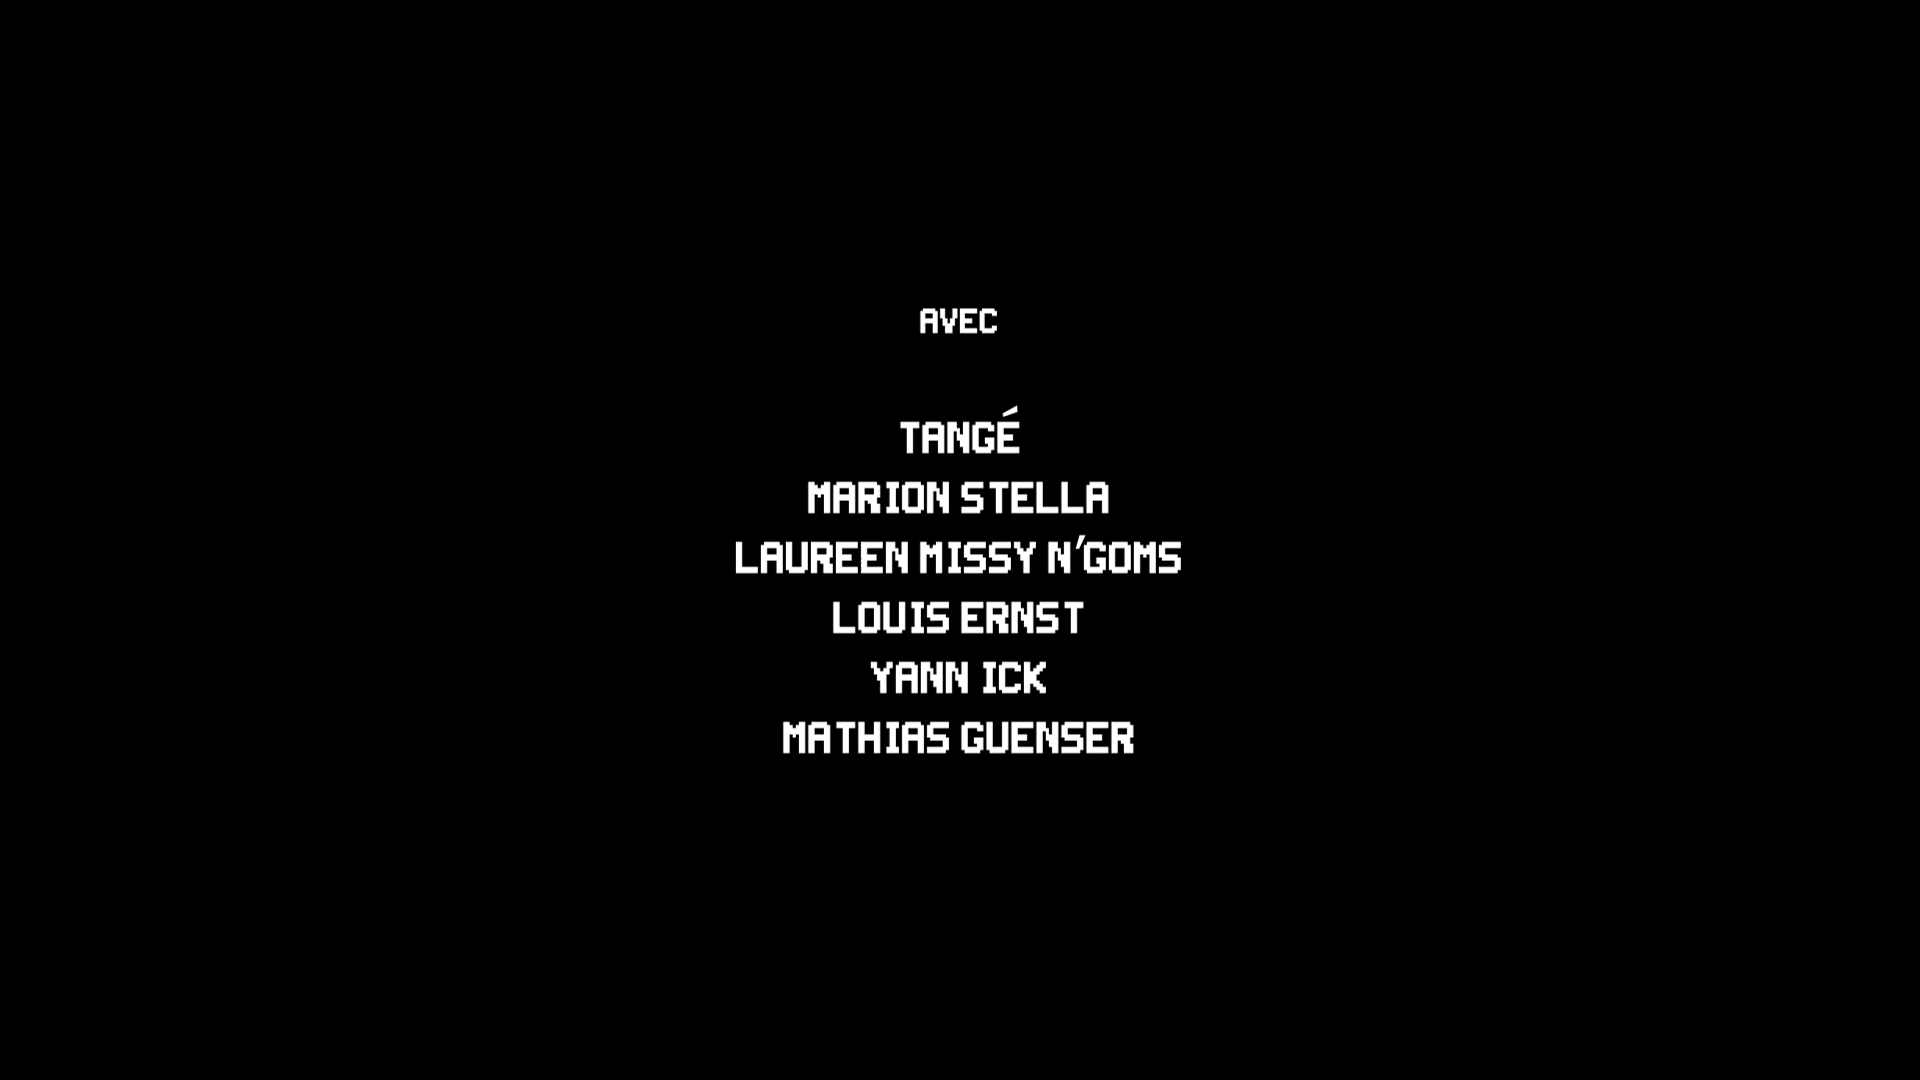 AVEC
TANGÉ
MARION STELLA
LAUREEN MISSY N'GOMS
LOUIS ERNST
YANN ICK
MATHIAS GUENSER